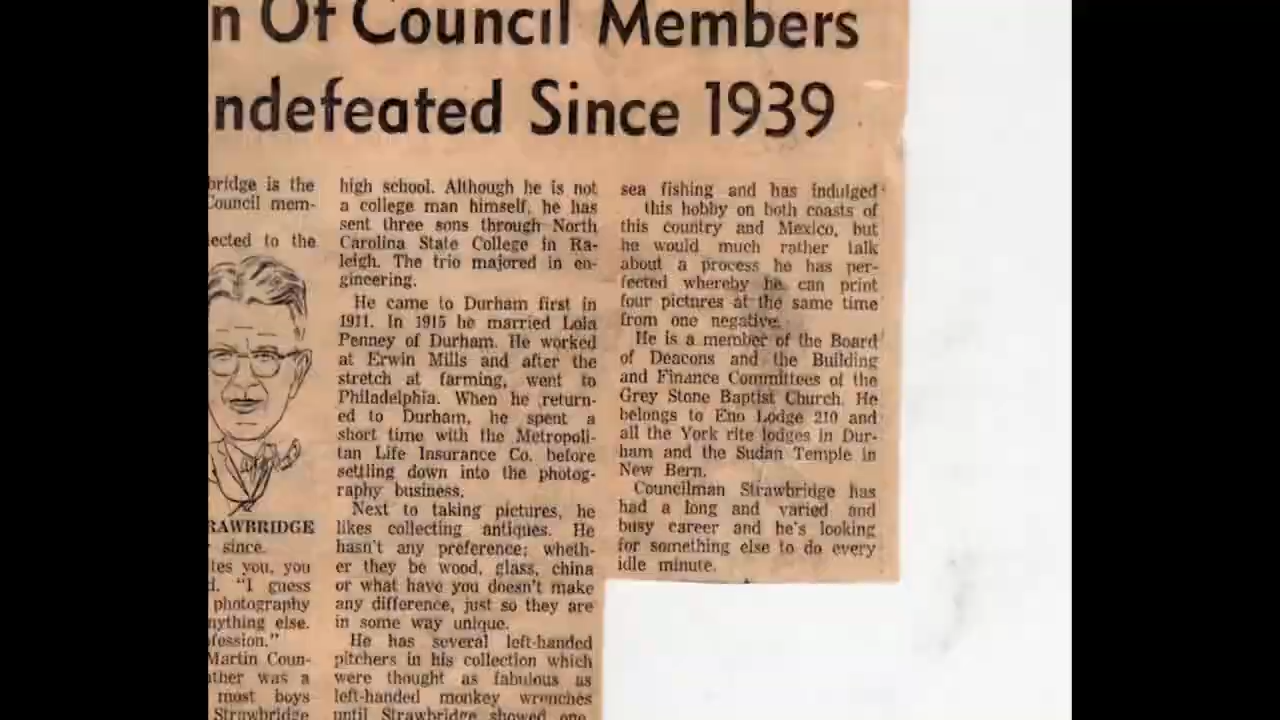 n Of Council Members
ndefeated Since 1939
bridge is the
Council mem-
lected to the
RAWBRIDGE
since.
tes you, you
d. "I guess
photography
nything else.
fession."
Martin Coun-
ther was a
most boys
Strawbridge
high school. Although he is not
a college man himself, he has
sent three sons through North
Carolina State College in Ra-
leigh. The trio majored in en-
gineering.
He came to Durham first in
1911. In 1915 he married Lola
Penney of Durham. He worked
at Erwin Mills and after the
stretch at farming, went to
Philadelphia. When he return-
ed to Durham, he spent a
short time with the Metropoli-
tan Life Insurance Co. before
settling down into the photog-
raphy business.
Next to taking pictures, he
likes collecting antiques. He
hasn't any preference; wheth-
er they be wood, glass, china
or what have you doesn't make
any difference, just so they are
in some way unique.
He has several left-handed
pitchers in his collection which
were thought as fabulous as
left-handed monkey wrenches
until Strawbridge showed one
sea fishing and has indulged
this hobby on both coasts of
this country and Mexico, but
he would much rather talk
about a process he has per-
fected whereby he can print
four pictures at the same time
from one negative.
He is a member of the Board
of Deacons and the Building
and Finance Committees of the
Grey Stone Baptist Church. He
belongs to Eno Lodge 210 and
all the York rite lodges in Dur-
ham and the Sudan Temple in
New Bern.
Councilman Strawbridge has
had a long and varied and
busy career and he's looking
for something else to do every
idle minute.